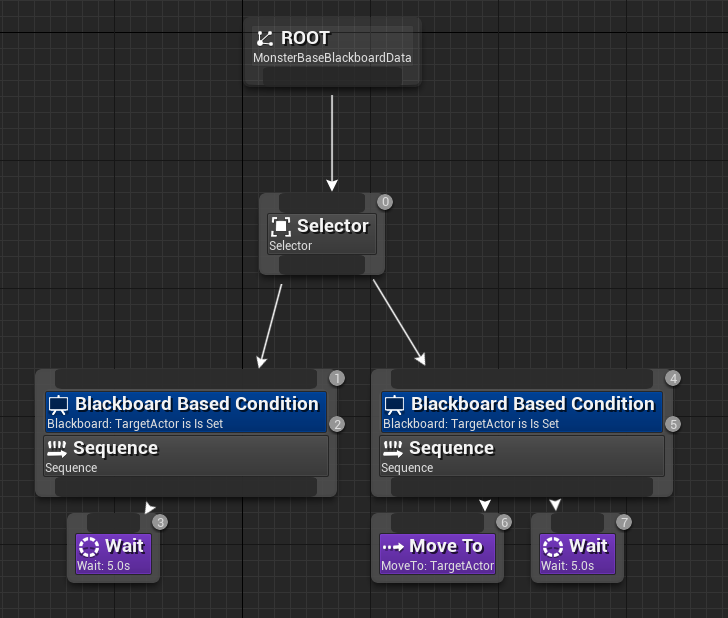 ROOT
MonsterBaseBlackboardData
0
Selector
Selector
1
Blackboard Based Condition
Blackboard: TargetActor is Is Set
2
Sequence
Sequence
4
Blackboard Based Condition
Blackboard: TargetActor is Is Set
5
Sequence
Sequence
3
Wait
Wait: 5.0s
6
Move To
MoveTo: TargetActor
7
Wait
Wait: 5.0s